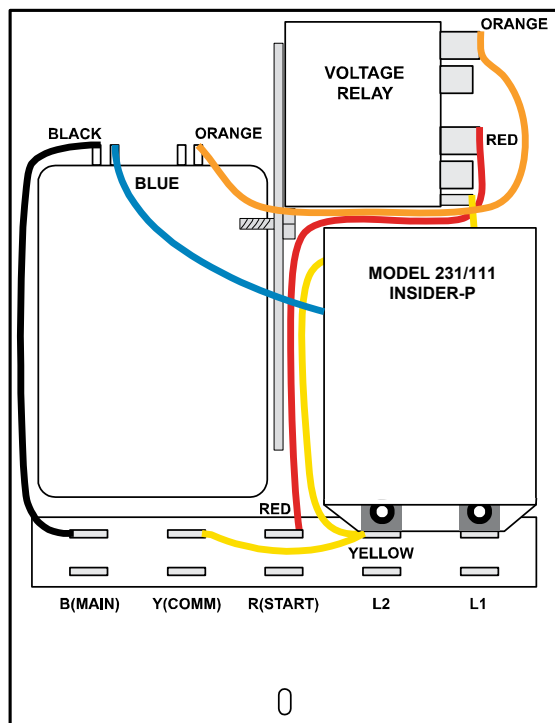 ORANGE
VOLTAGE
RELAY
BLACK
ORANGE
RED
BLUE
MODEL 231/111
INSIDER-P
RED
YELLOW
B(MAIN) Y(COMM) R(START) L2 L1